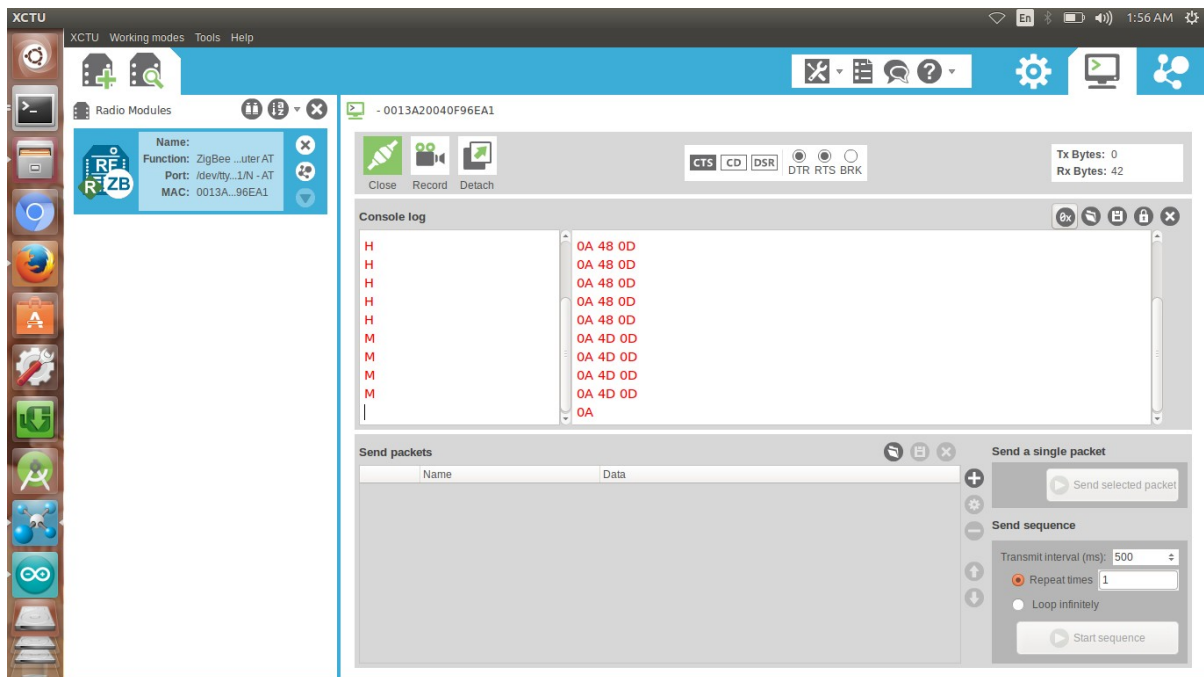 XCTU
En
1:56 AM
XCTU Working modes Tools Help
Radio Modules
RF
R ZB
Name:
Function: ZigBee ...uter AT
Port: /dev/tty...1/N - AT
MAC: 0013A...96EA1
- 0013A20040F96EA1
Close Record Detach
CTS CD DSR
DTR RTS BRK
Tx Bytes: 0
Rx Bytes: 42
Console log
0x
H 0A 48 0D
H 0A 48 0D
H 0A 48 0D
H 0A 48 0D
H 0A 48 0D
M 0A 4D 0D
M 0A 4D 0D
M 0A 4D 0D
M 0A 4D 0D
0A
Send packets
Name Data
Send a single packet
Send selected packet
Send sequence
Transmit interval (ms): 500
Repeat times 1
Loop infinitely
Start sequence